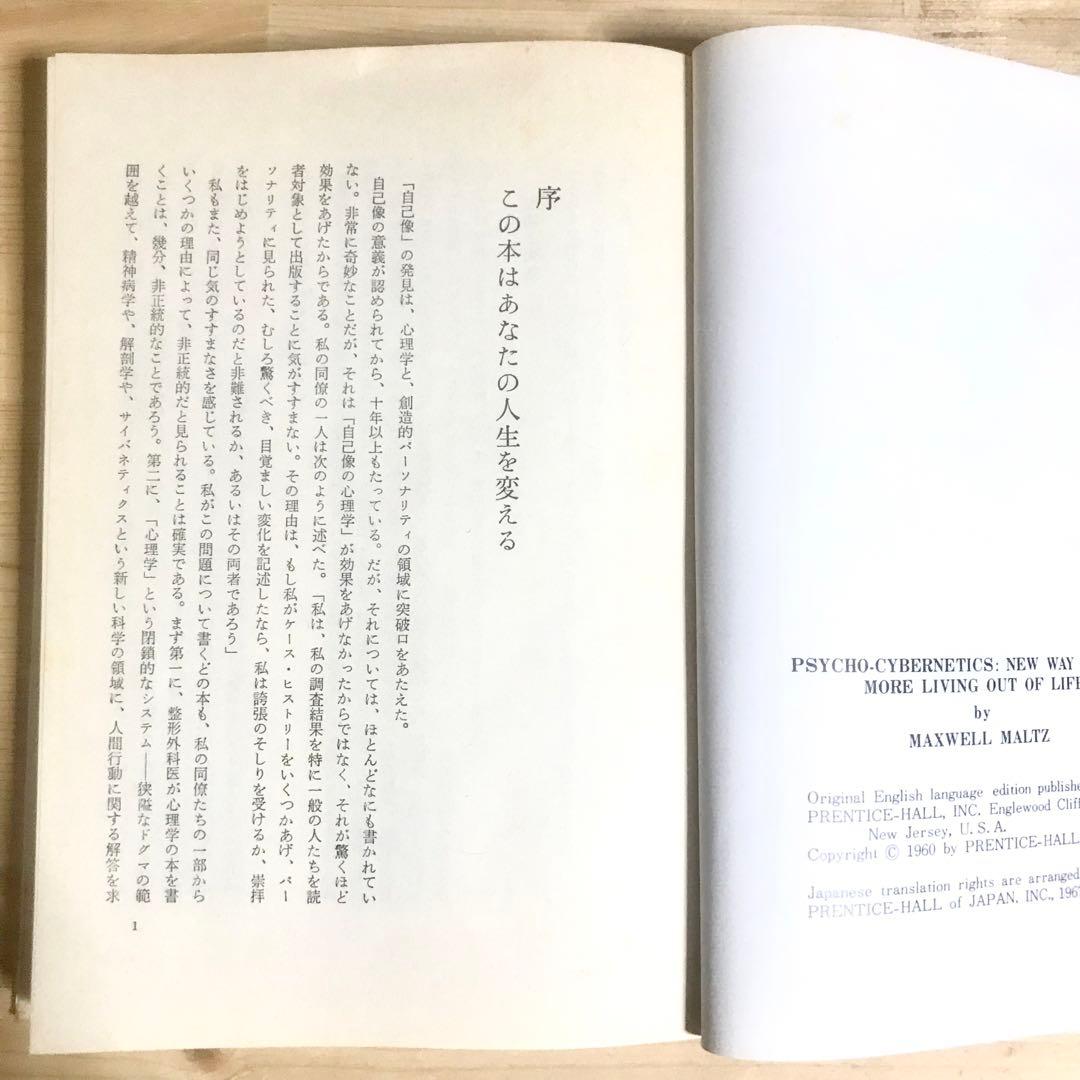 序
この本はあなたの人生を変える
「自己像」の発見は、心理学と、創造的パーソナリティの領域に突破口をあたえた。
自己像の意義が認められてから、十年以上もたっている。だが、それについては、ほとんどなにも書かれてい
ない。非常に奇妙なことだが、それは「自己像の心理学」が効果をあげなかったからではなく、それが驚くほど
効果をあげたからである。私の同僚の一人は次のように述べた。「私は、私の調査結果を特に一般の人たちを読
者対象として出版することに気がすすまない。その理由は、もし私がケース・ヒストリーをいくつかあげ、パー
ソナリティに見られた、むしろ驚くべき、目覚ましい変化を記述したなら、私は誇張のそしりを受けるか、崇拝
をはじめようとしているのだと非難されるか、あるいはその両者であろう」
私もまた、同じ気のすすまなさを感じている。私がこの問題について書くどの本も、私の同僚たちの一部から
いくつかの理由によって、非正統的だと見られることは確実である。まず第一に、整形外科医が心理学の本を書
くことは、幾分、非正統的なことであろう。第二に、「心理学」という閉鎖的なシステム――狭隘なドグマの範
囲を越えて、精神病学や、解剖学や、サイバネティクスという新しい科学の領域に、人間行動に関する解答を求
1
PSYCHO-CYBERNETICS: NEW WAY
MORE LIVING OUT OF LIFE
by
MAXWELL MALTZ
Original English language edition publishe
PRENTICE-HALL, INC. Englewood Cliff
New Jersey, U. S. A.
Copyright © 1960 by PRENTICE-HALL,
Japanese translation rights are arranged
PRENTICE-HALL of JAPAN, INC., 196